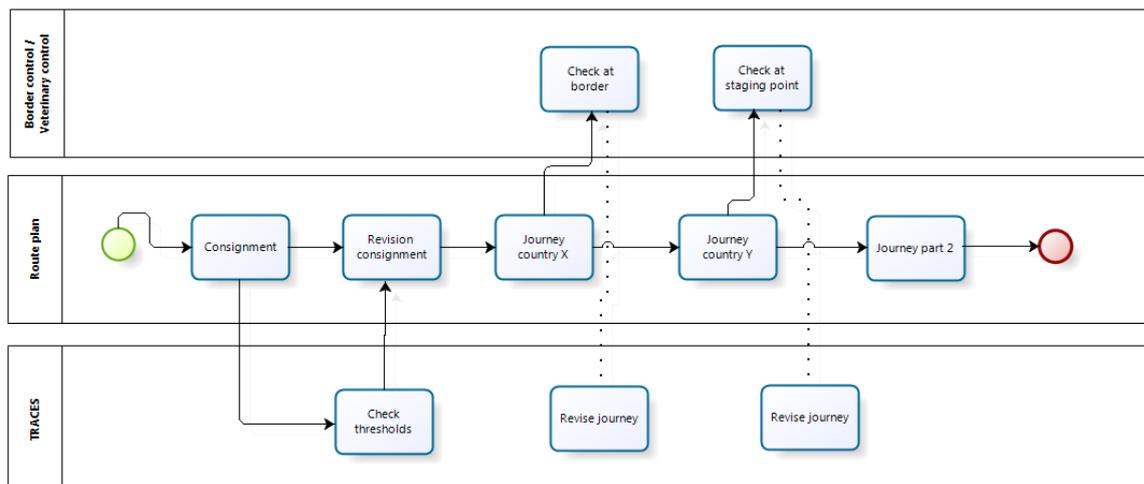 Border control /
Veterinary control
Check at
border
Check at
staging point
Route plan
Consignment
Revision
consignment
Journey
country X
Journey
country Y
Journey part 2
TRACES
Check
thresholds
Revise journey
Revise journey